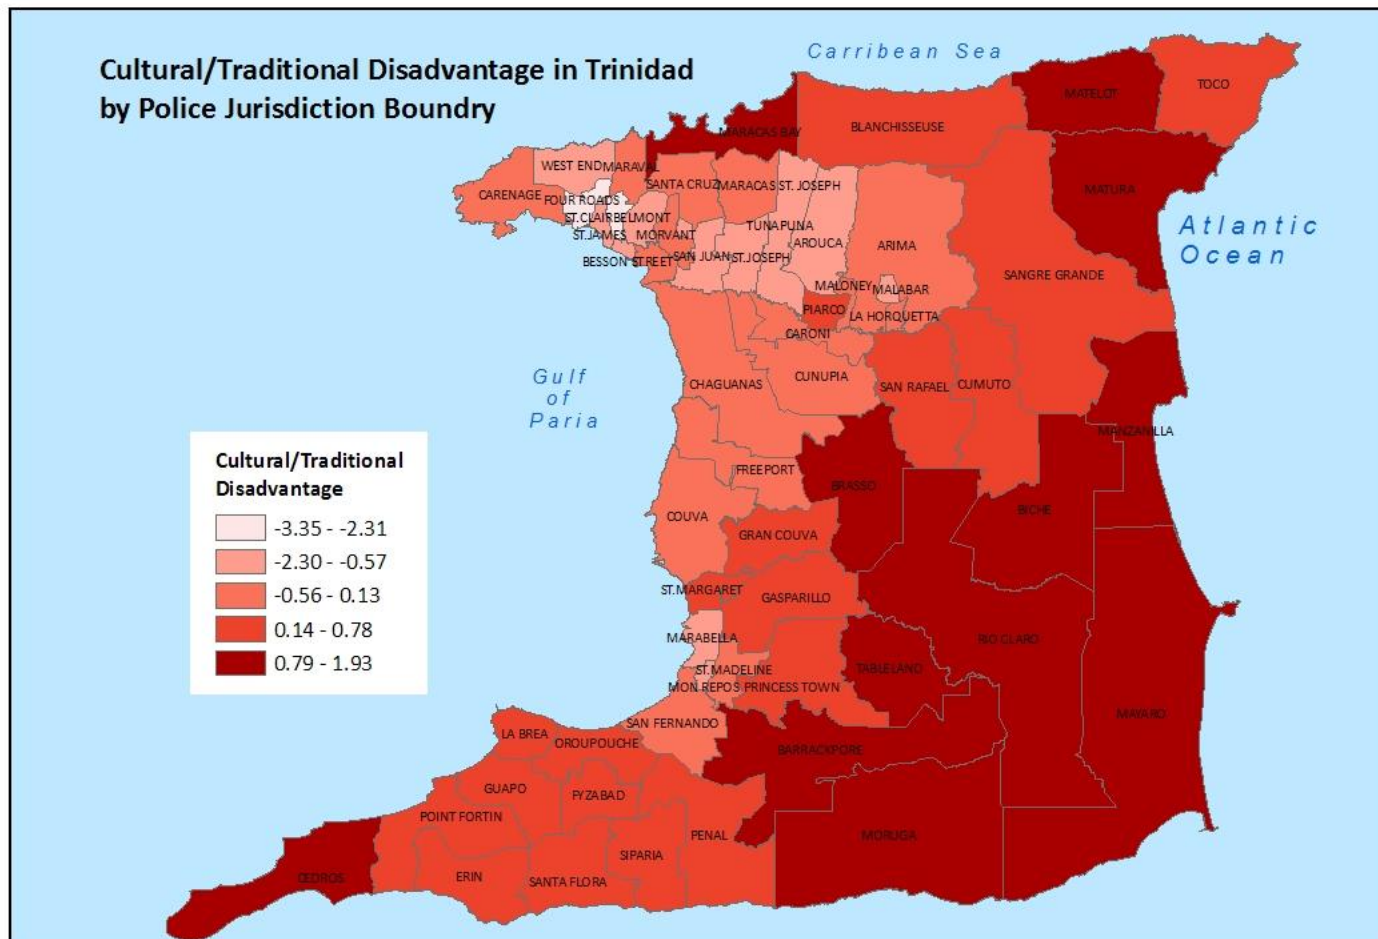 Cultural/Traditional Disadvantage in Trinidad
by Police Jurisdiction Boundry
Carribean Sea
MATELOT
TOCO
MARACAS BAY
BLANCHISSEUSE
WEST END
MARAVAL
SANTA CRUZ
MARACAS
ST. JOSEPH
MATURA
CARENAGE
FOUR ROADS
ST.CLAIR
BELMONT
TUNAPUNA
Atlantic
Ocean
ST.JAMES
MORVANT
AROUCA
ARIMA
BESSON STREET
SAN JUAN
ST.JOSEPH
SANGRE GRANDE
MALONEY
MALABAR
PIARCO
LA HORQUETTA
CARONI
Gulf
of
Paria
CHAGUANAS
CUNUPIA
SAN RAFAEL
CUMUTO
MANZANILLA
Cultural/Traditional
Disadvantage
-3.35 - -2.31
-2.30 - -0.57
-0.56 - 0.13
0.14 - 0.78
0.79 - 1.93
FREEPORT
BRASSO
COUVA
BICHE
GRAN COUVA
ST.MARGARET
GASPARILLO
MARABELLA
RIO CLARO
ST.MADELINE
TABLELAND
MON REPOS
PRINCESS TOWN
MAYARO
SAN FERNANDO
LA BREA
OROUPOUCHE
BARRACKPORE
GUAPO
FYZABAD
POINT FORTIN
PENAL
MORUGA
SIPARIA
CEDROS
ERIN
SANTA FLORA